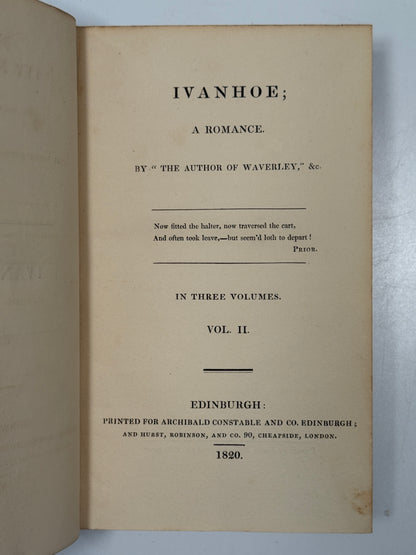 IVANHOE;
A ROMANCE.
BY "THE AUTHOR OF WAVERLEY," &c.
Now fitted the halter, now traversed the cart,
And often took leave,—but seem'd loth to depart!
PRIOR.
IN THREE VOLUMES.
VOL. II.
EDINBURGH:
PRINTED FOR ARCHIBALD CONSTABLE AND CO. EDINBURGH;
AND HURST, ROBINSON, AND CO. 90, CHEAPSIDE, LONDON.
1820.